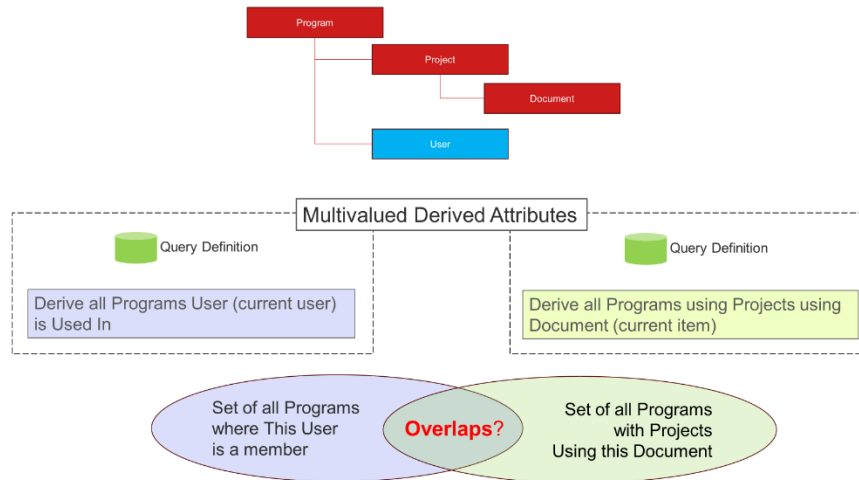 Program
Project
Document
User
Multivalued Derived Attributes
Query Definition
Query Definition
Derive all Programs User (current user)
is Used In
Derive all Programs using Projects using
Document (current item)
Set of all Programs
where This User
is a member
Overlaps?
Set of all Programs
with Projects
Using this Document